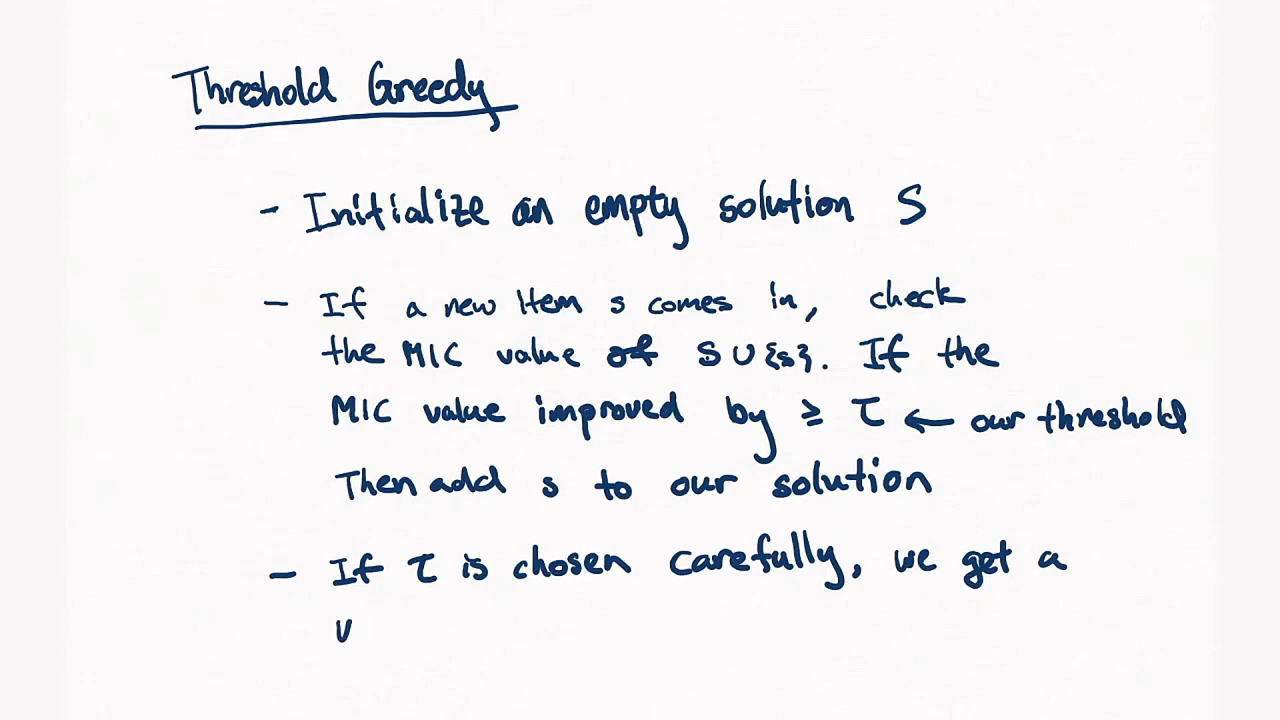 Threshold Greedy
- Initialize an empty solution S
- If a new item s comes in, check
the MIC value of S ∪ {s}. If the
MIC value improved by ≥ τ ← our threshold
Then add s to our solution
- If τ is chosen carefully, we get a
v